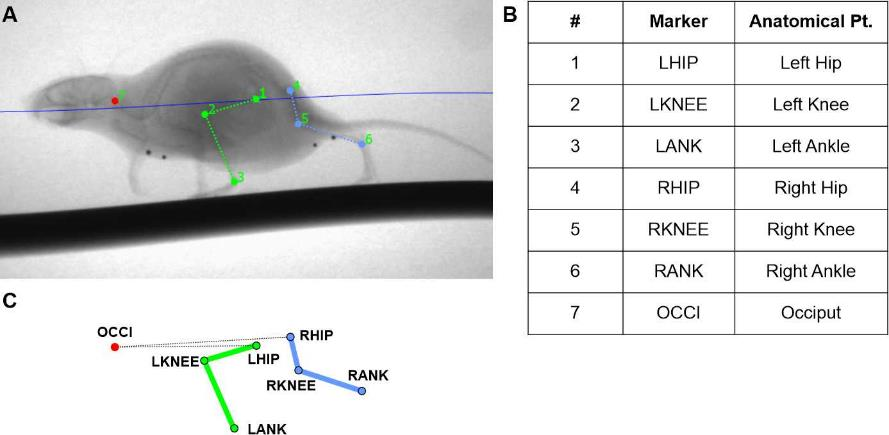 A
7
1
2
3
4
5
6
B
# Marker Anatomical Pt.
1 LHIP Left Hip
2 LKNEE Left Knee
3 LANK Left Ankle
4 RHIP Right Hip
5 RKNEE Right Knee
6 RANK Right Ankle
7 OCCI Occiput
C
OCCI
RHIP
LKNEE
LHIP
RKNEE
RANK
LANK